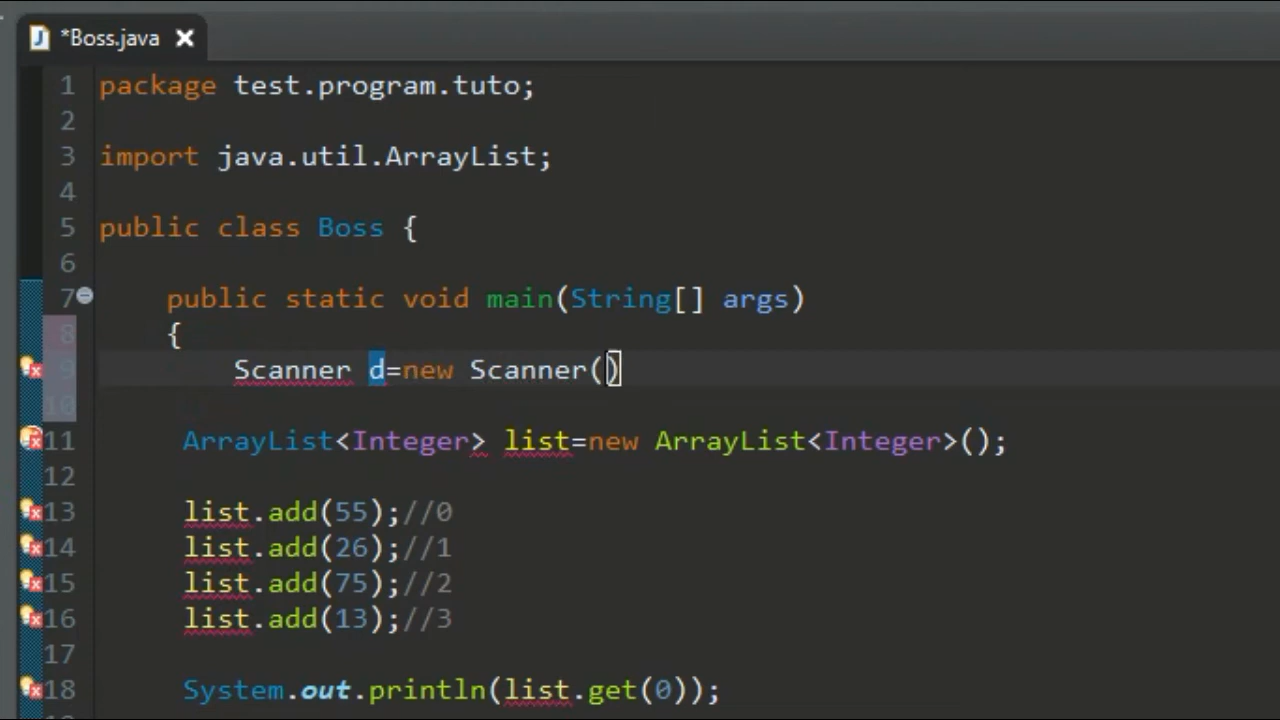 *Boss.java
1 package test.program.tuto;
2
3 import java.util.ArrayList;
4
5 public class Boss {
6
7 public static void main(String[] args)
8 {
9 Scanner d=new Scanner()
10
11 ArrayList<Integer> list=new ArrayList<Integer>();
12
13 list.add(55);//0
14 list.add(26);//1
15 list.add(75);//2
16 list.add(13);//3
17
18 System.out.println(list.get(0));